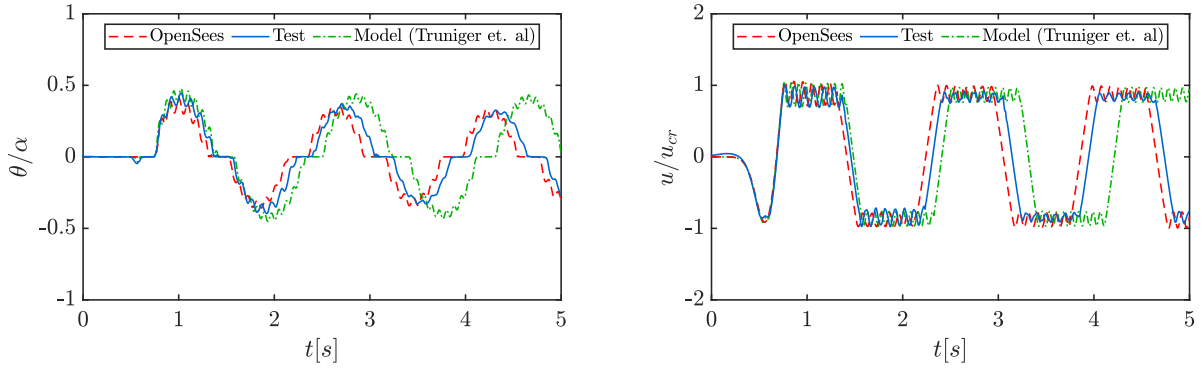 OpenSees Test Model (Truniger et. al)
1
0.5
0
-0.5
-1
θ/α
0 1 2 3 4 5
t[s]
OpenSees Test Model (Truniger et. al)
2
1
0
-1
-2
u/u_cr
0 1 2 3 4 5
t[s]